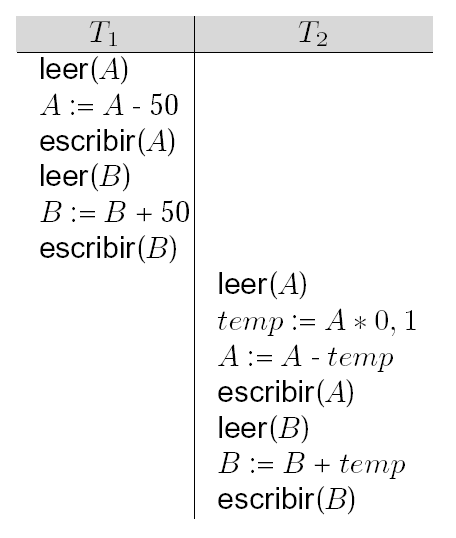 T₁ T₂
leer(A)
A := A - 50
escribir(A)
leer(B)
B := B + 50
escribir(B)
leer(A)
temp := A ∗ 0, 1
A := A - temp
escribir(A)
leer(B)
B := B + temp
escribir(B)